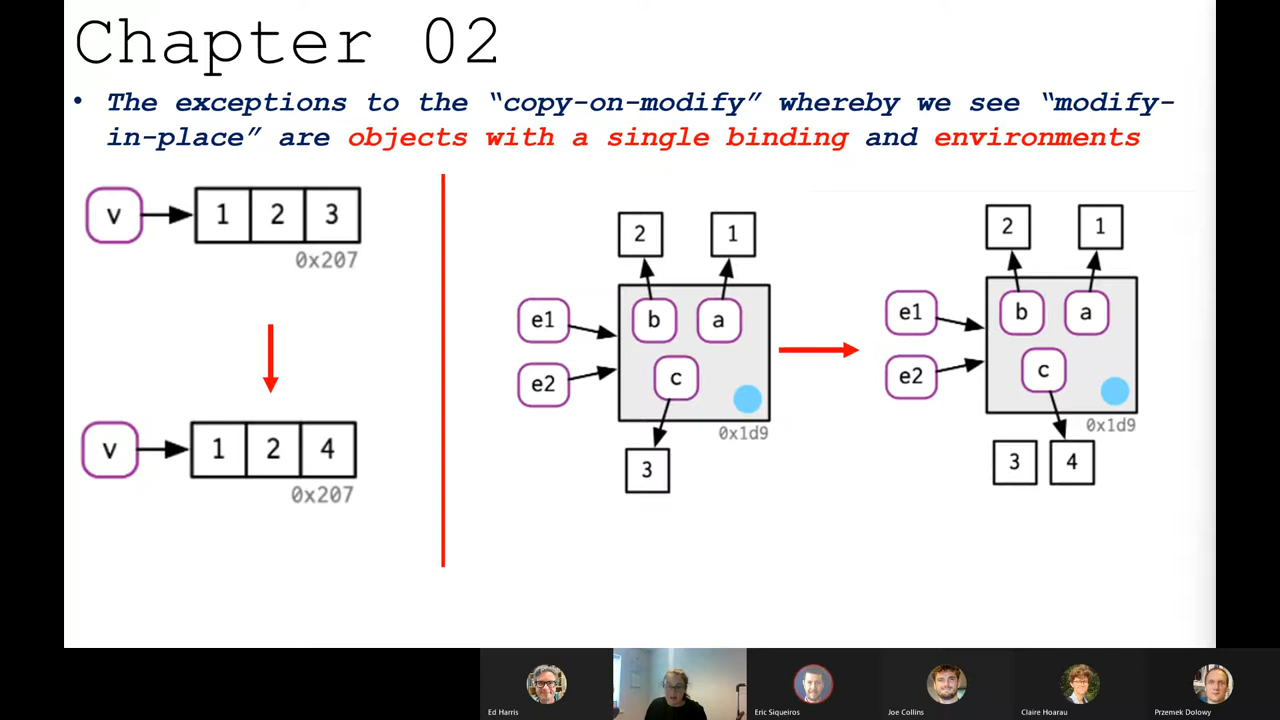 Chapter 02
• The exceptions to the “copy-on-modify” whereby we see “modify-
in-place” are objects with a single binding and environments
v 1 2 3
0x207
v 1 2 4
0x207
2 1
e1 b a
e2 c
0x1d9
3
2 1
e1 b a
e2 c
0x1d9
3 4
Ed Harris
Eric Siqueiros
Joe Collins
Claire Hoarau
Przemek Dolowy